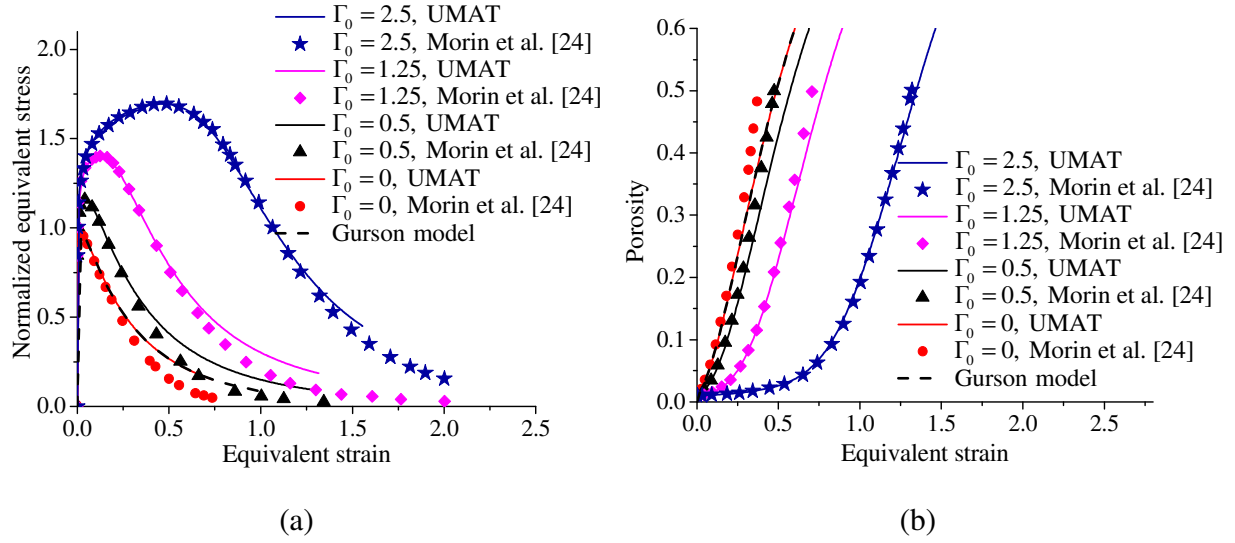 Γ₀ = 2.5, UMAT
Γ₀ = 2.5, Morin et al. [24]
Γ₀ = 1.25, UMAT
Γ₀ = 1.25, Morin et al. [24]
Γ₀ = 0.5, UMAT
Γ₀ = 0.5, Morin et al. [24]
Γ₀ = 0, UMAT
Γ₀ = 0, Morin et al. [24]
Gurson model
Normalized equivalent stress
2.0
1.5
1.0
0.5
0.0
0.0 0.5 1.0 1.5 2.0 2.5
Equivalent strain
(a)
Porosity
0.6
0.5
0.4
0.3
0.2
0.1
0.0
Γ₀ = 2.5, UMAT
Γ₀ = 2.5, Morin et al. [24]
Γ₀ = 1.25, UMAT
Γ₀ = 1.25, Morin et al. [24]
Γ₀ = 0.5, UMAT
Γ₀ = 0.5, Morin et al. [24]
Γ₀ = 0, UMAT
Γ₀ = 0, Morin et al. [24]
Gurson model
0.0 0.5 1.0 1.5 2.0 2.5
Equivalent strain
(b)